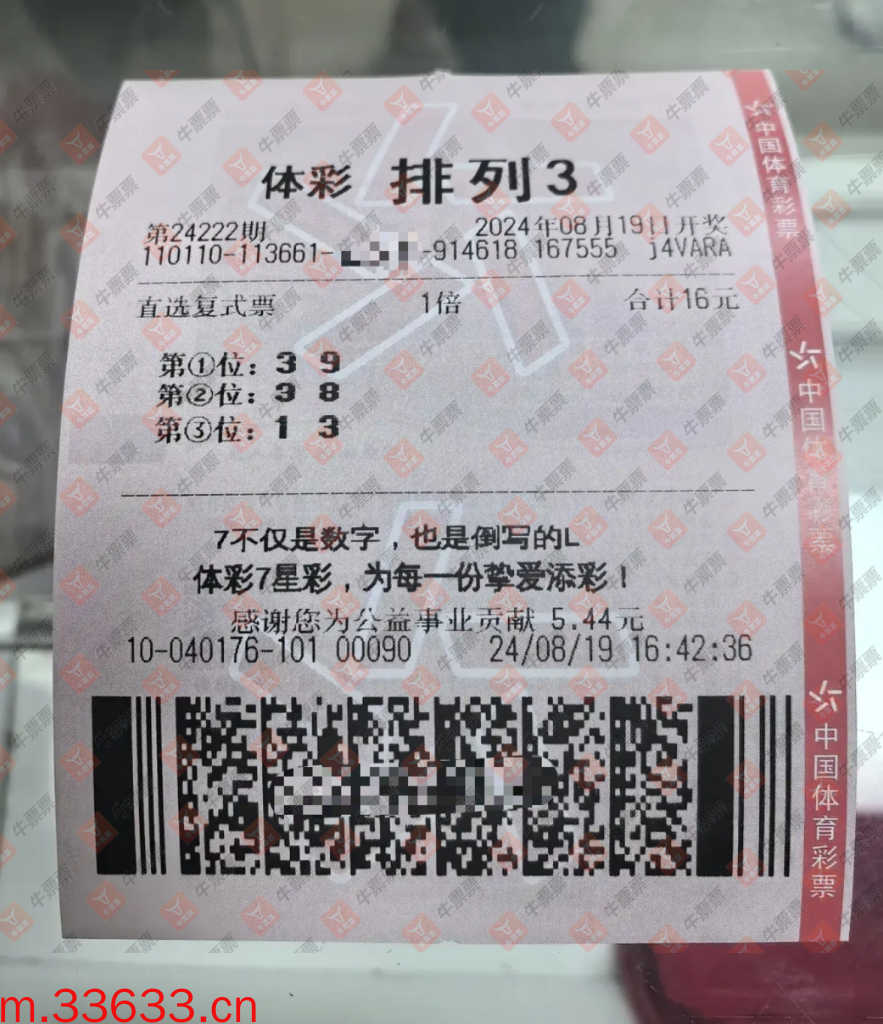 体彩 排列3
第24222期 2024年08月19日开奖
110110-113661- -914618 167555 j4VARA
直选复式票 1倍 合计16元
第①位：3 9
第②位：3 8
第③位：1 3
7不仅是数字，也是倒写的L
体彩7星彩，为每一份挚爱添彩！
感谢您为公益事业贡献 5.44元
10-040176-101 00090 24/08/19 16:42:36
中国体育彩票
中国体育彩票
中国体育彩票
牛票票
m.33633.cn